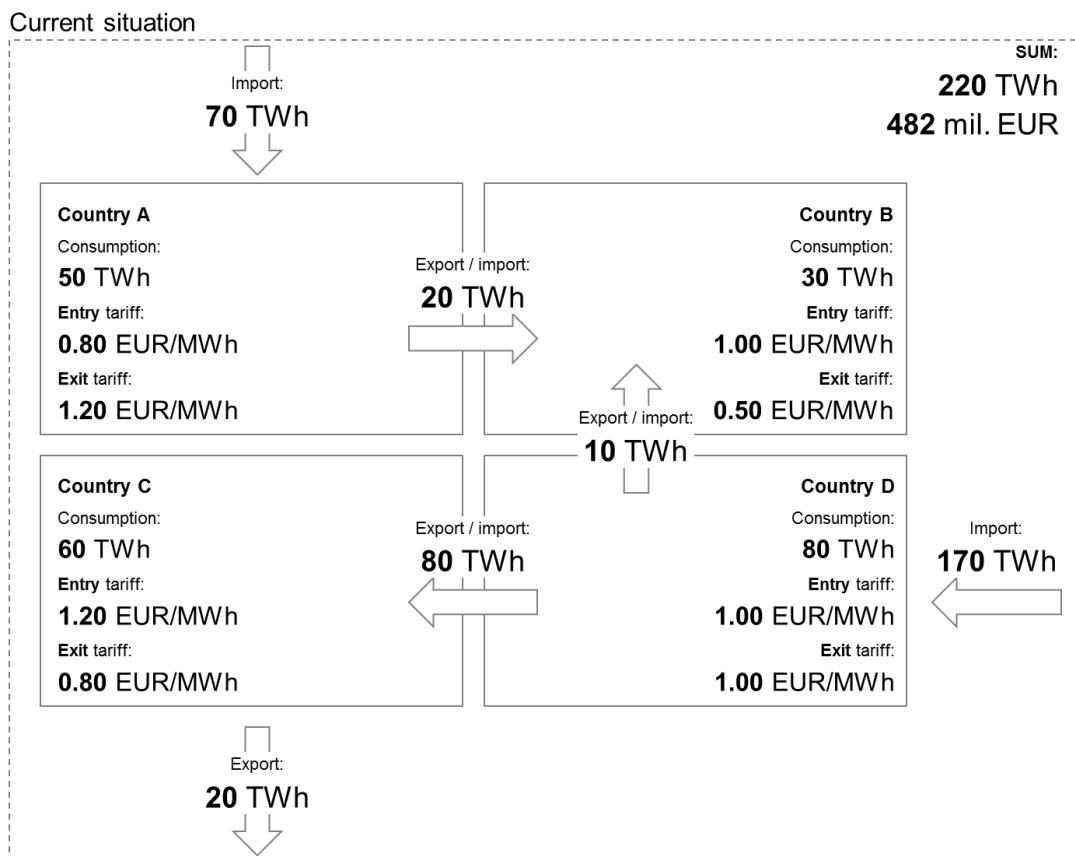 Current situation
SUM:
220 TWh
482 mil. EUR
Import:
70 TWh
Country A
Consumption:
50 TWh
Entry tariff:
0.80 EUR/MWh
Exit tariff:
1.20 EUR/MWh
Export / import:
20 TWh
Country B
Consumption:
30 TWh
Entry tariff:
1.00 EUR/MWh
Exit tariff:
0.50 EUR/MWh
Export / import:
10 TWh
Country C
Consumption:
60 TWh
Entry tariff:
1.20 EUR/MWh
Exit tariff:
0.80 EUR/MWh
Export / import:
80 TWh
Country D
Consumption:
80 TWh
Entry tariff:
1.00 EUR/MWh
Exit tariff:
1.00 EUR/MWh
Import:
170 TWh
Export:
20 TWh